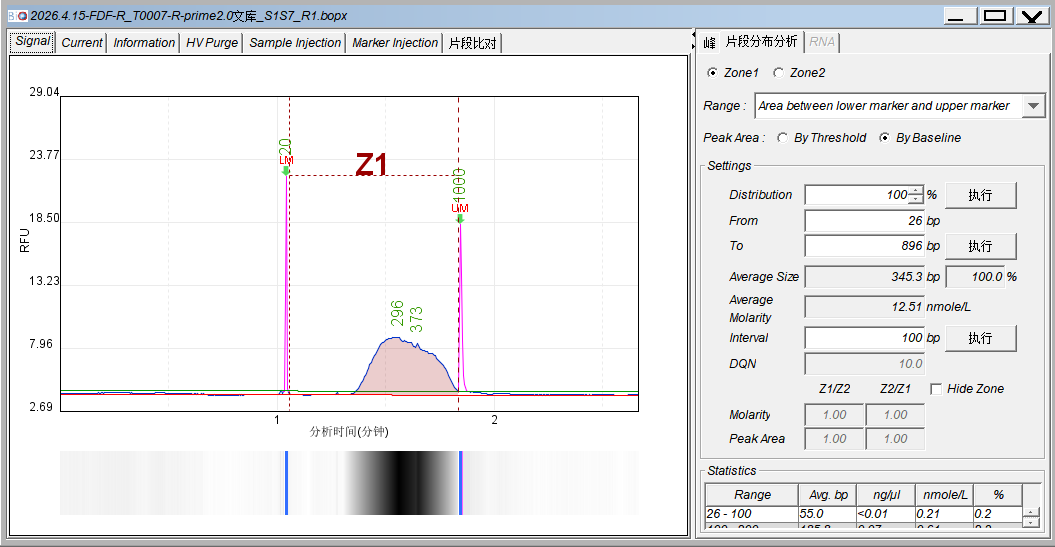 BiO 2026.4.15-FDF-R_T0007-R-prime2.0文库_S1S7_R1.bopx
Signal Current Information HV Purge Sample Injection Marker Injection 片段比对
29.04
23.77
18.50
13.23
7.96
2.69
RFU
20
LM
Z1
1000
UM
296
373
1 2
分析时间(分钟)
峰 片段分布分析 RNA
Zone1 Zone2
Range : Area between lower marker and upper marker
Peak Area : By Threshold By Baseline
Settings
Distribution 100 % 执行
From 26 bp
To 896 bp 执行
Average Size 345.3 bp 100.0 %
Average
Molarity 12.51 nmole/L
Interval 100 bp 执行
DQN 10.0
Z1/Z2 Z2/Z1 Hide Zone
Molarity 1.00 1.00
Peak Area 1.00 1.00
Statistics
Range Avg. bp ng/µl nmole/L %
26 - 100 55.0 <0.01 0.21 0.2